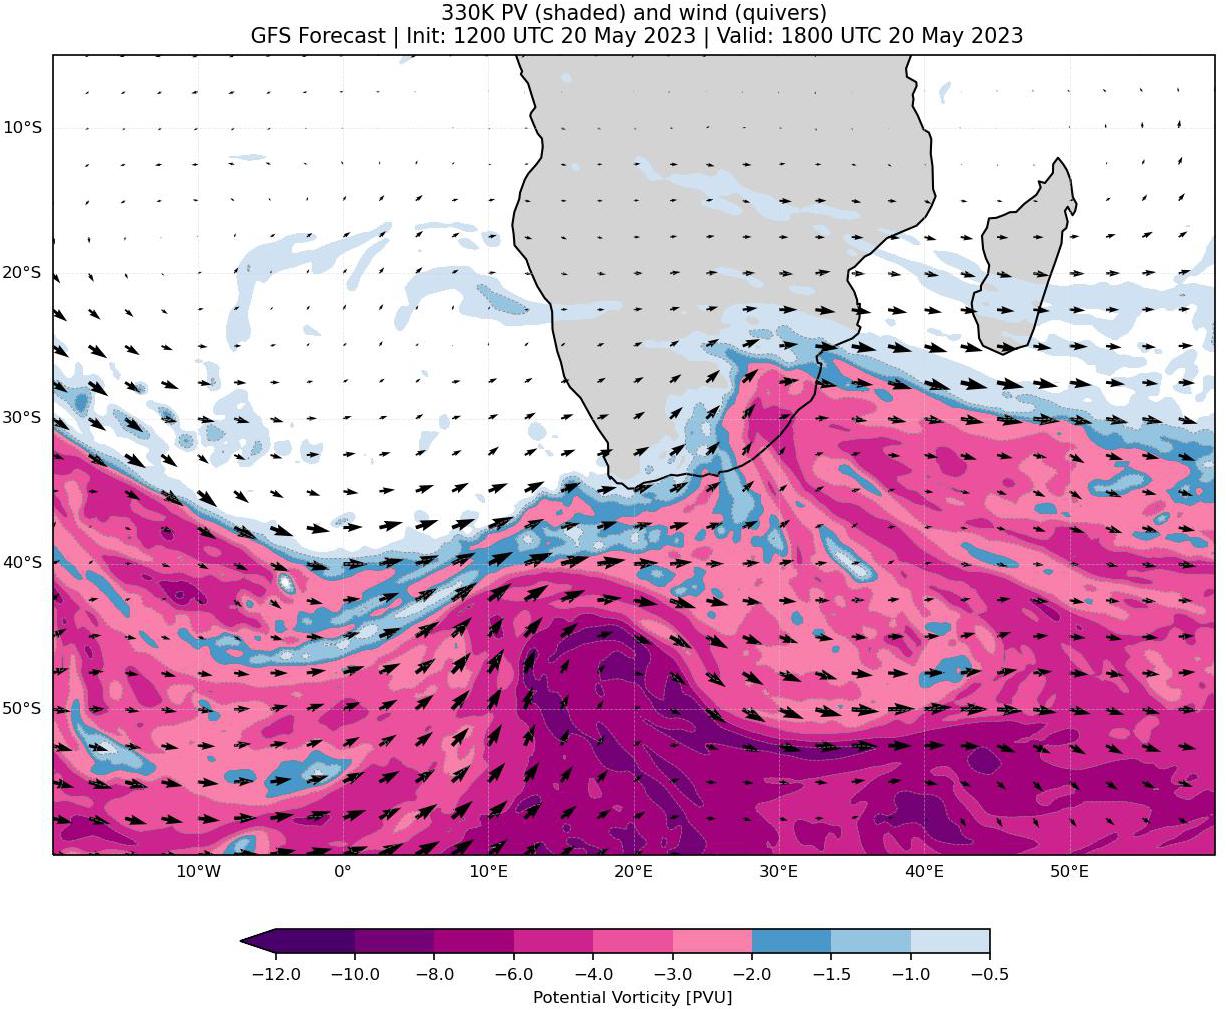 330K PV (shaded) and wind (quivers)
GFS Forecast | Init: 1200 UTC 20 May 2023 | Valid: 1800 UTC 20 May 2023
10°S
20°S
30°S
40°S
50°S
10°W 0° 10°E 20°E 30°E 40°E 50°E
−12.0 −10.0 −8.0 −6.0 −4.0 −3.0 −2.0 −1.5 −1.0 −0.5
Potential Vorticity [PVU]